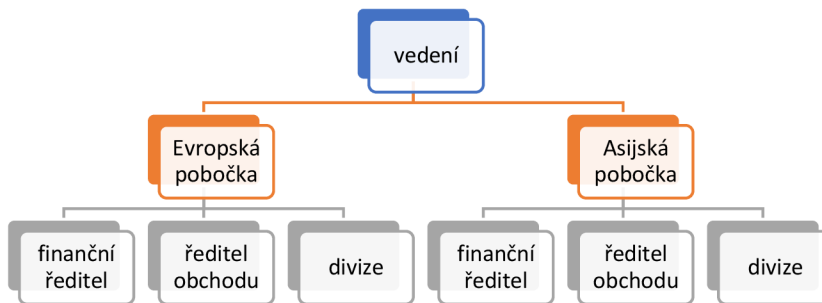 vedení
Evropská
pobočka
Asijská
pobočka
finanční
ředitel
ředitel
obchodu
divize
finanční
ředitel
ředitel
obchodu
divize